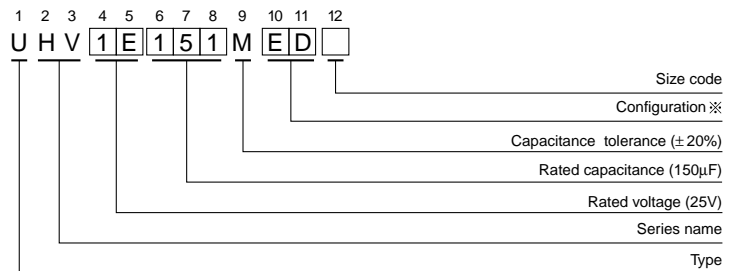 1 2 3 4 5 6 7 8 9 10 11 12
U H V 1 E 1 5 1 M E D
Size code
Configuration ※
Capacitance tolerance (±20%)
Rated capacitance (150µF)
Rated voltage (25V)
Series name
Type